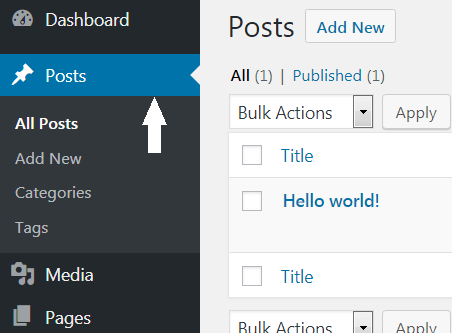 Dashboard
Posts
All Posts
Add New
Categories
Tags
Media
Pages
Posts Add New
All (1) | Published (1)
Bulk Actions Apply
Title
Hello world!
Title
Bulk Actions Apply